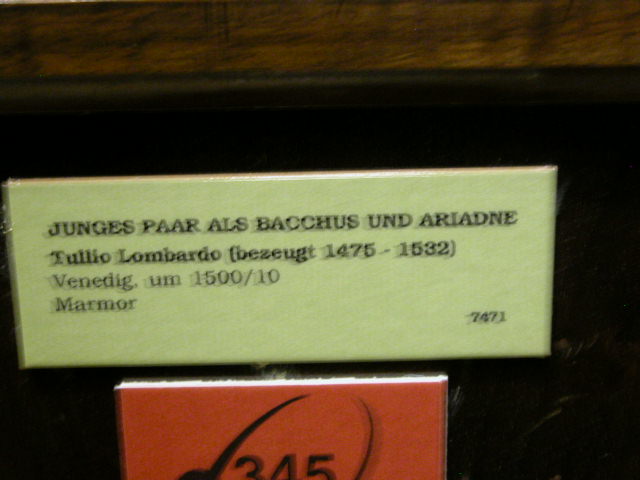 JUNGES PAAR ALS BACCHUS UND ARIADNE
Tullio Lombardo (bezeugt 1475 - 1532)
Venedig, um 1500/10
Marmor
7471
345